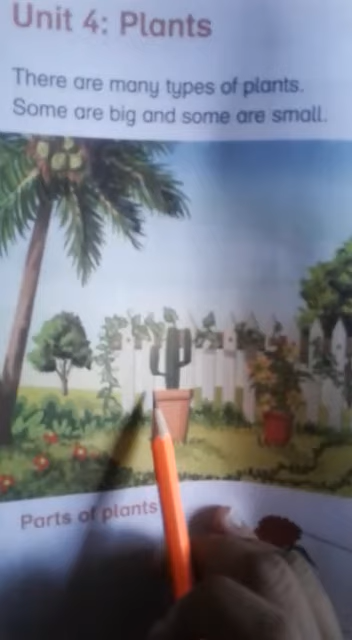 Unit 4: Plants
There are many types of plants.
Some are big and some are small.
Parts of plants